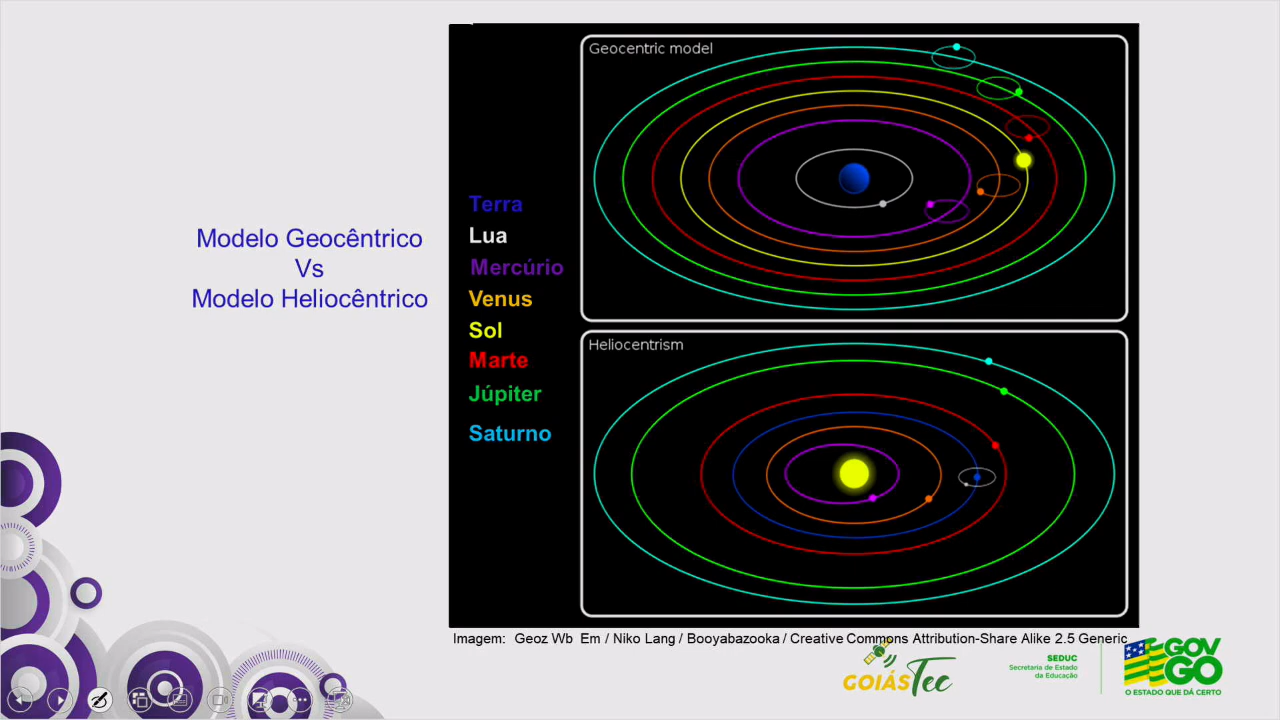 Modelo Geocêntrico
Vs
Modelo Heliocêntrico
Terra
Lua
Mercúrio
Venus
Sol
Marte
Júpiter
Saturno
Geocentric model
Heliocentrism
Imagem: Geoz Wb Em / Niko Lang / Booyabazooka / Creative Commons Attribution-Share Alike 2.5 Generic
GOIÁSTec
SEDUC
Secretaria de Estado
da Educação
GOV
GO
O ESTADO QUE DÁ CERTO